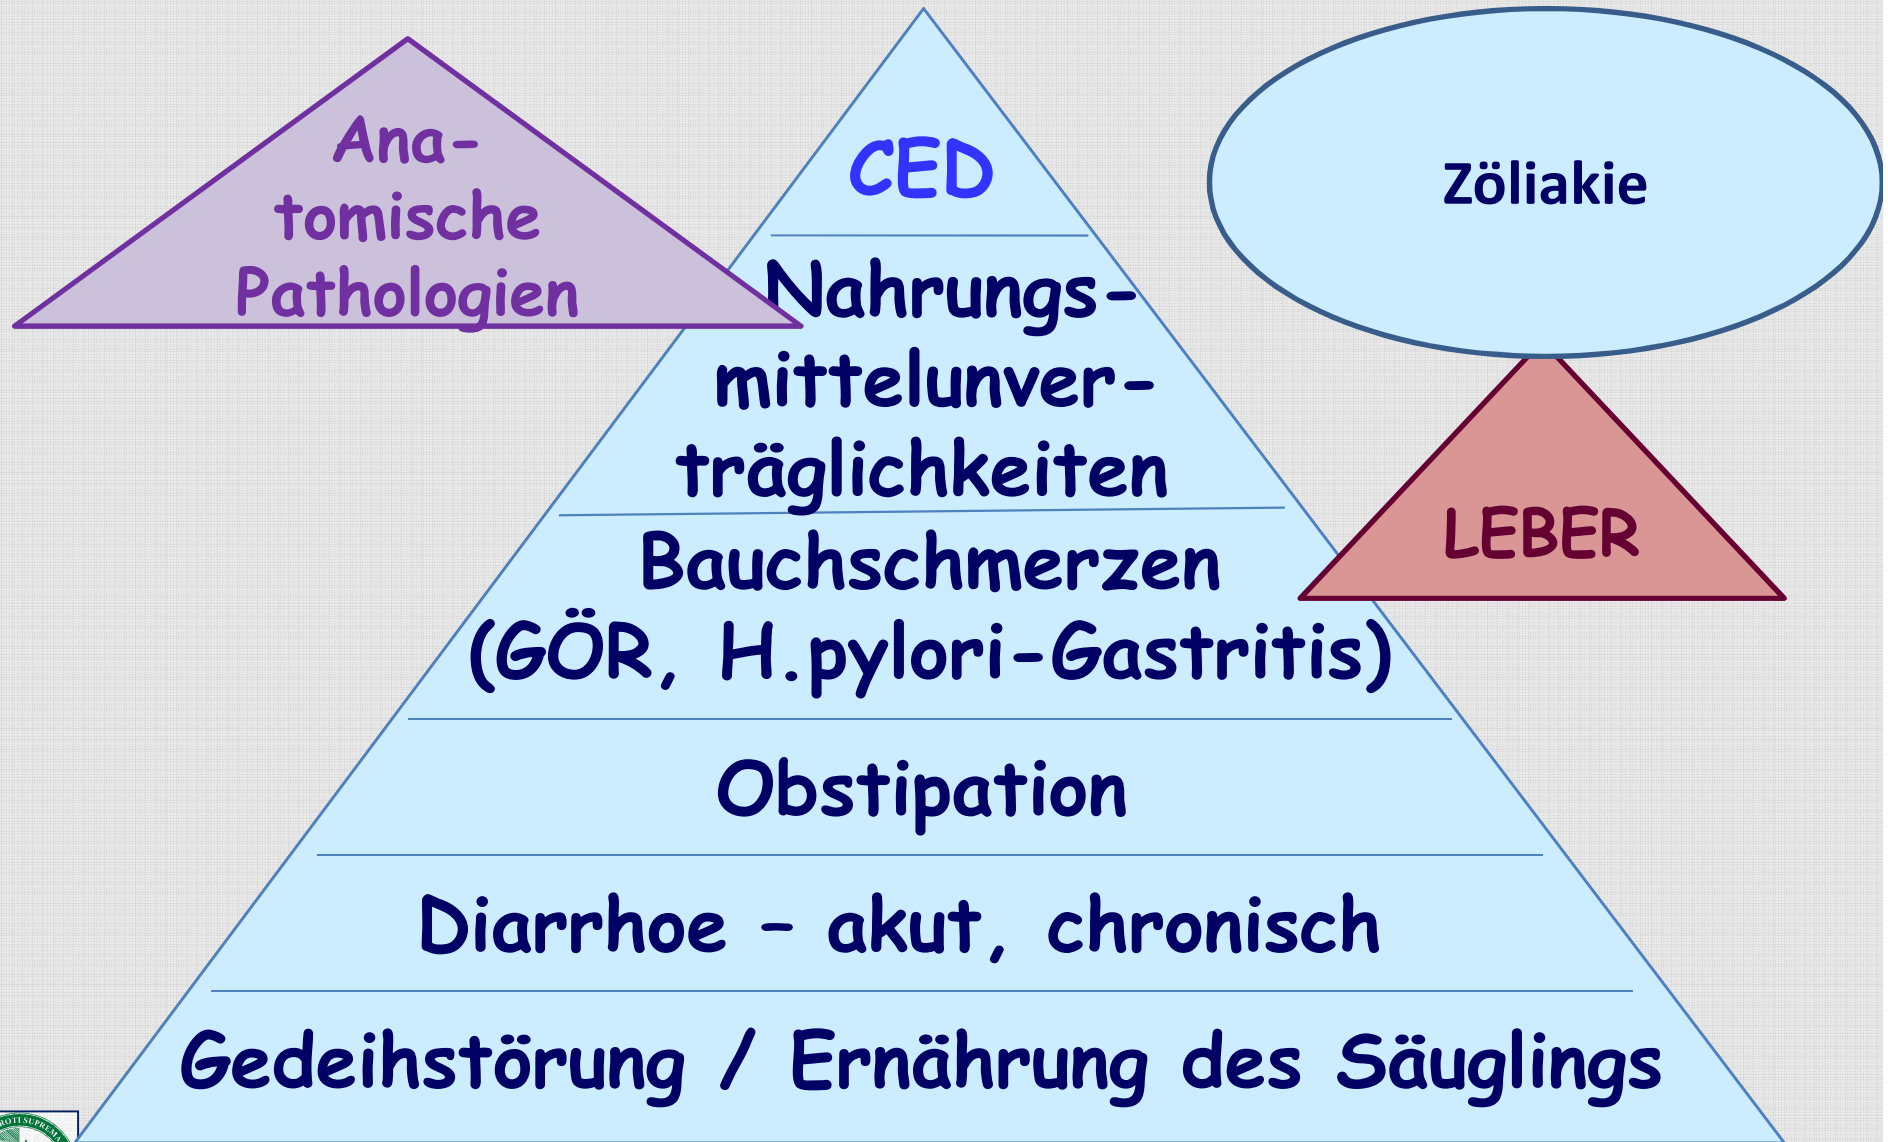 Ana-
tomische
Pathologien
CED
Zöliakie
Nahrungs-
mittelunver-
träglichkeiten
LEBER
Bauchschmerzen
(GÖR, H.pylori-Gastritis)
Obstipation
Diarrhoe – akut, chronisch
Gedeihstörung / Ernährung des Säuglings